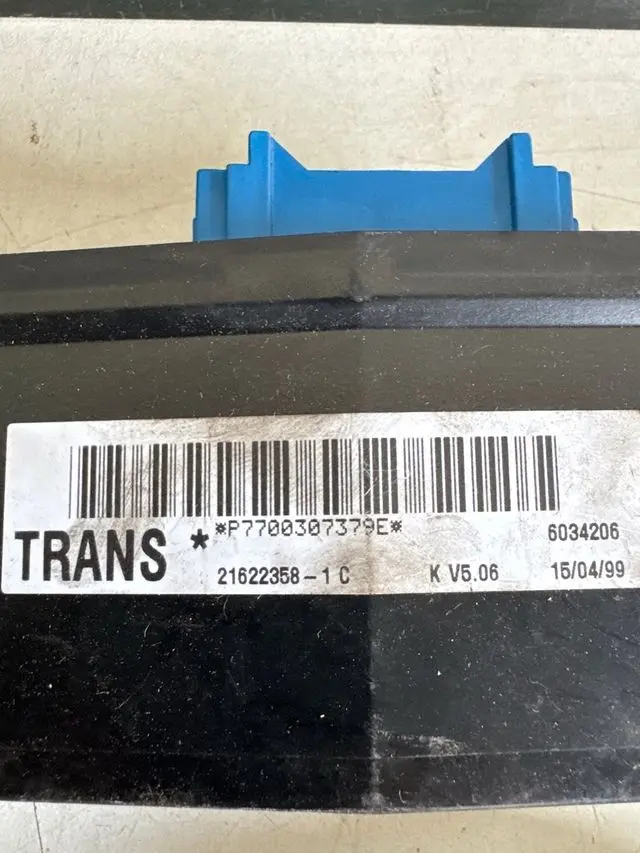 *P7700307379E*
TRANS * 6034206
21622358-1 C K V5.06 15/04/99